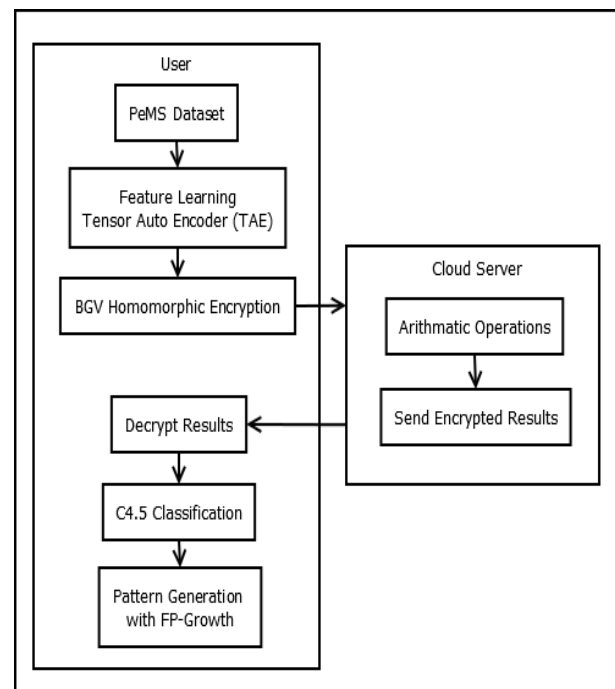 User
PeMS Dataset
Feature Learning
Tensor Auto Encoder (TAE)
BGV Homomorphic Encryption
Cloud Server
Arithmatic Operations
Send Encrypted Results
Decrypt Results
C4.5 Classification
Pattern Generation
with FP-Growth